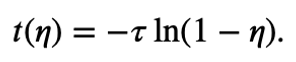 t(η) = −τ ln(1 − η).